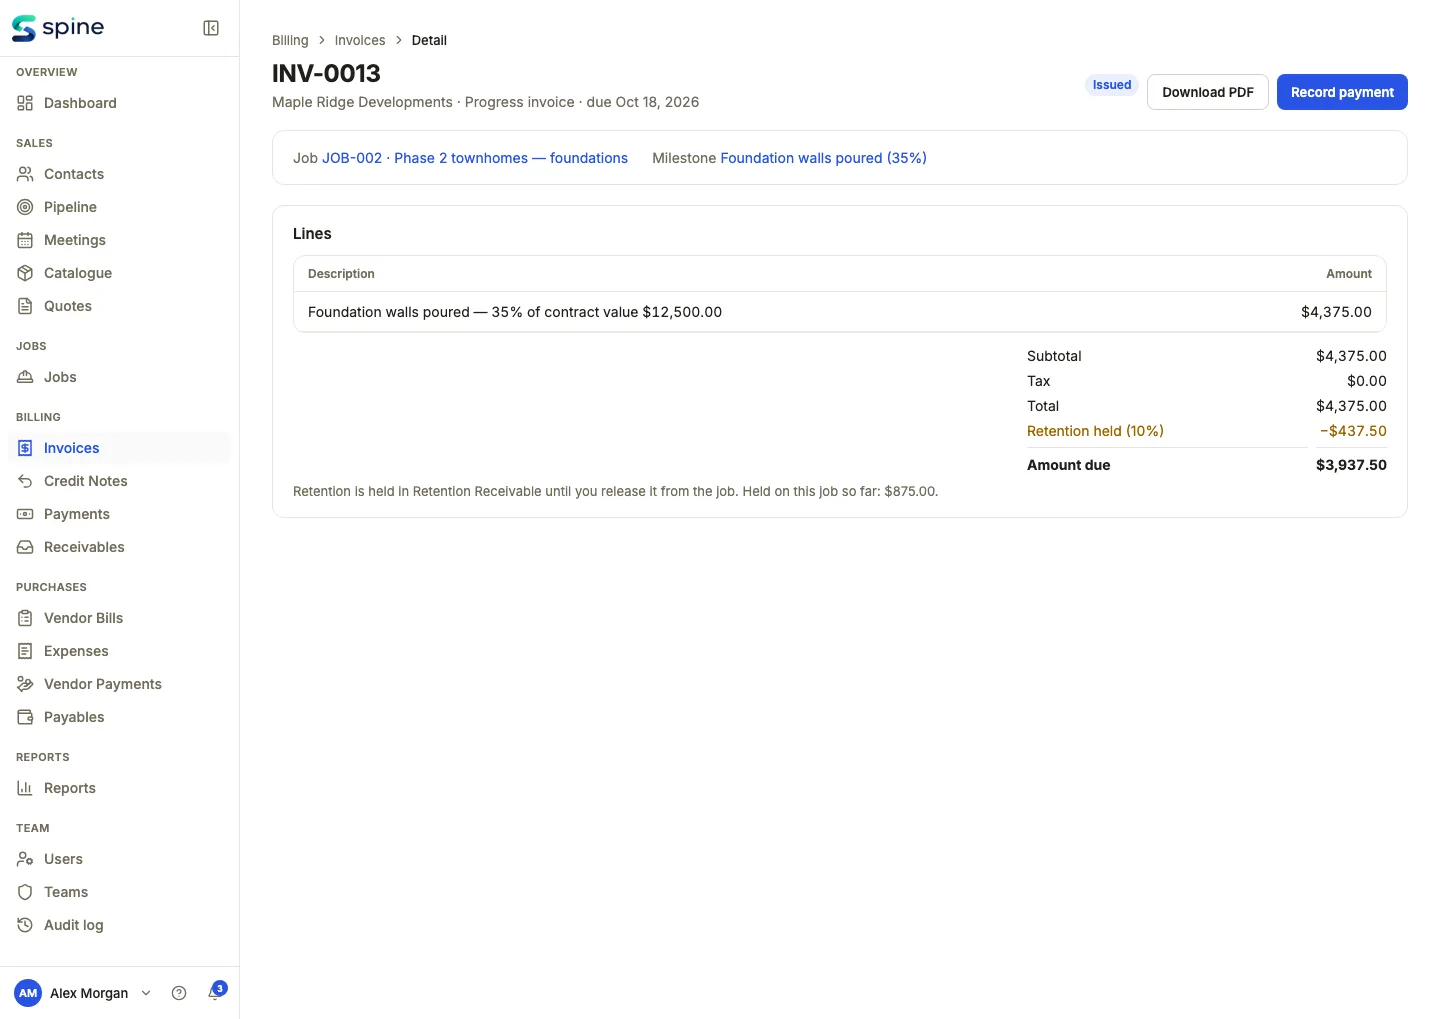 spine
OVERVIEW
Dashboard
SALES
Contacts
Pipeline
Meetings
Catalogue
Quotes
JOBS
Jobs
BILLING
Invoices
Credit Notes
Payments
Receivables
PURCHASES
Vendor Bills
Expenses
Vendor Payments
Payables
REPORTS
Reports
TEAM
Users
Teams
Audit log
AM Alex Morgan 3
Billing > Invoices > Detail
INV-0013
Maple Ridge Developments · Progress invoice · due Oct 18, 2026
Issued Download PDF Record payment
Job JOB-002 · Phase 2 townhomes — foundations Milestone Foundation walls poured (35%)
Lines
Description Amount
Foundation walls poured — 35% of contract value $12,500.00 $4,375.00
Subtotal $4,375.00
Tax $0.00
Total $4,375.00
Retention held (10%) −$437.50
Amount due $3,937.50
Retention is held in Retention Receivable until you release it from the job. Held on this job so far: $875.00.